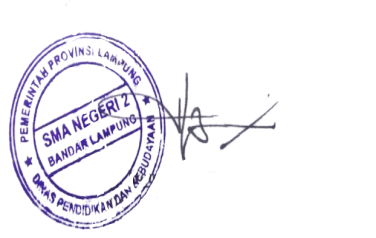 PEMERINTAH PROVINSI LAMPUNG
SMA NEGERI 2
BANDAR LAMPUNG
DINAS PENDIDIKAN DAN KEBUDAYAAN